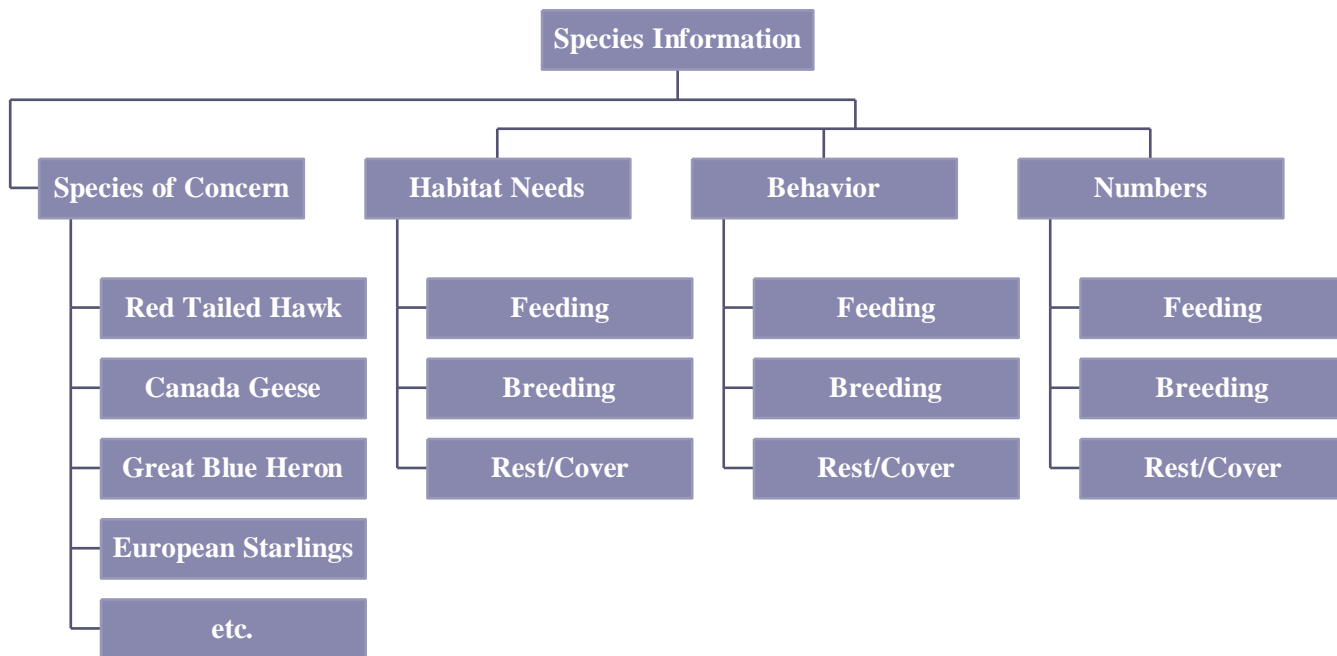 Species Information
Species of Concern
Habitat Needs
Behavior
Numbers
Red Tailed Hawk
Canada Geese
Great Blue Heron
European Starlings
etc.
Feeding
Breeding
Rest/Cover
Feeding
Breeding
Rest/Cover
Feeding
Breeding
Rest/Cover